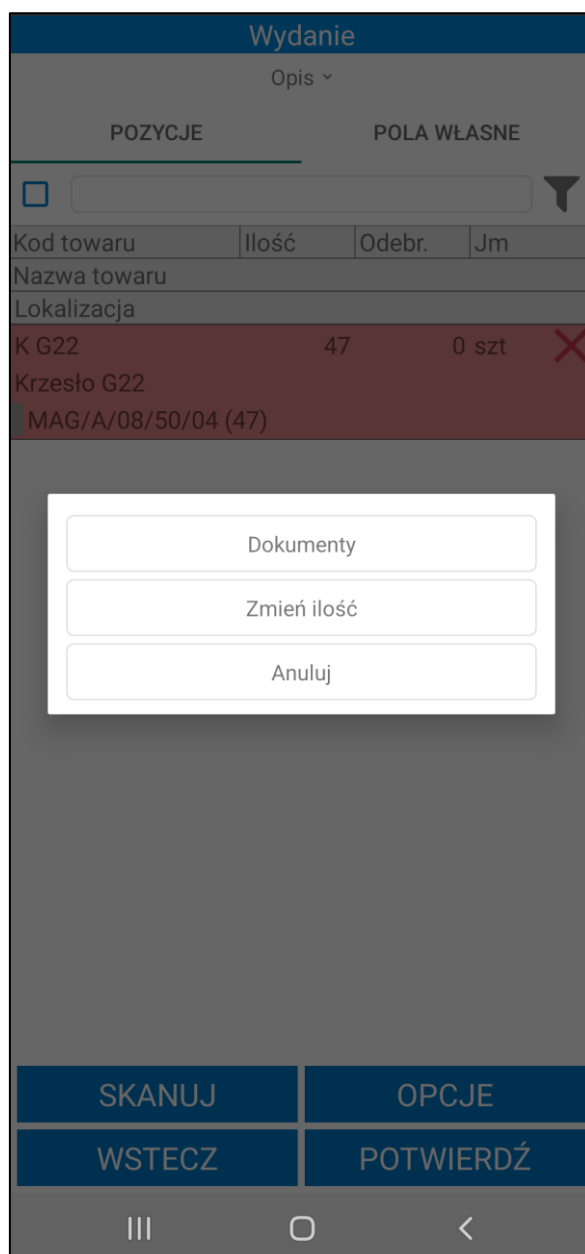 Wydanie
Opis
POZYCJE POLA WŁASNE
Kod towaru Ilość Odebr. Jm
Nazwa towaru
Lokalizacja
K G22 47 0 szt
Krzesło G22
MAG/A/08/50/04 (47)
Dokumenty
Zmień ilość
Anuluj
SKANUJ OPCJE
WSTECZ POTWIERDŹ